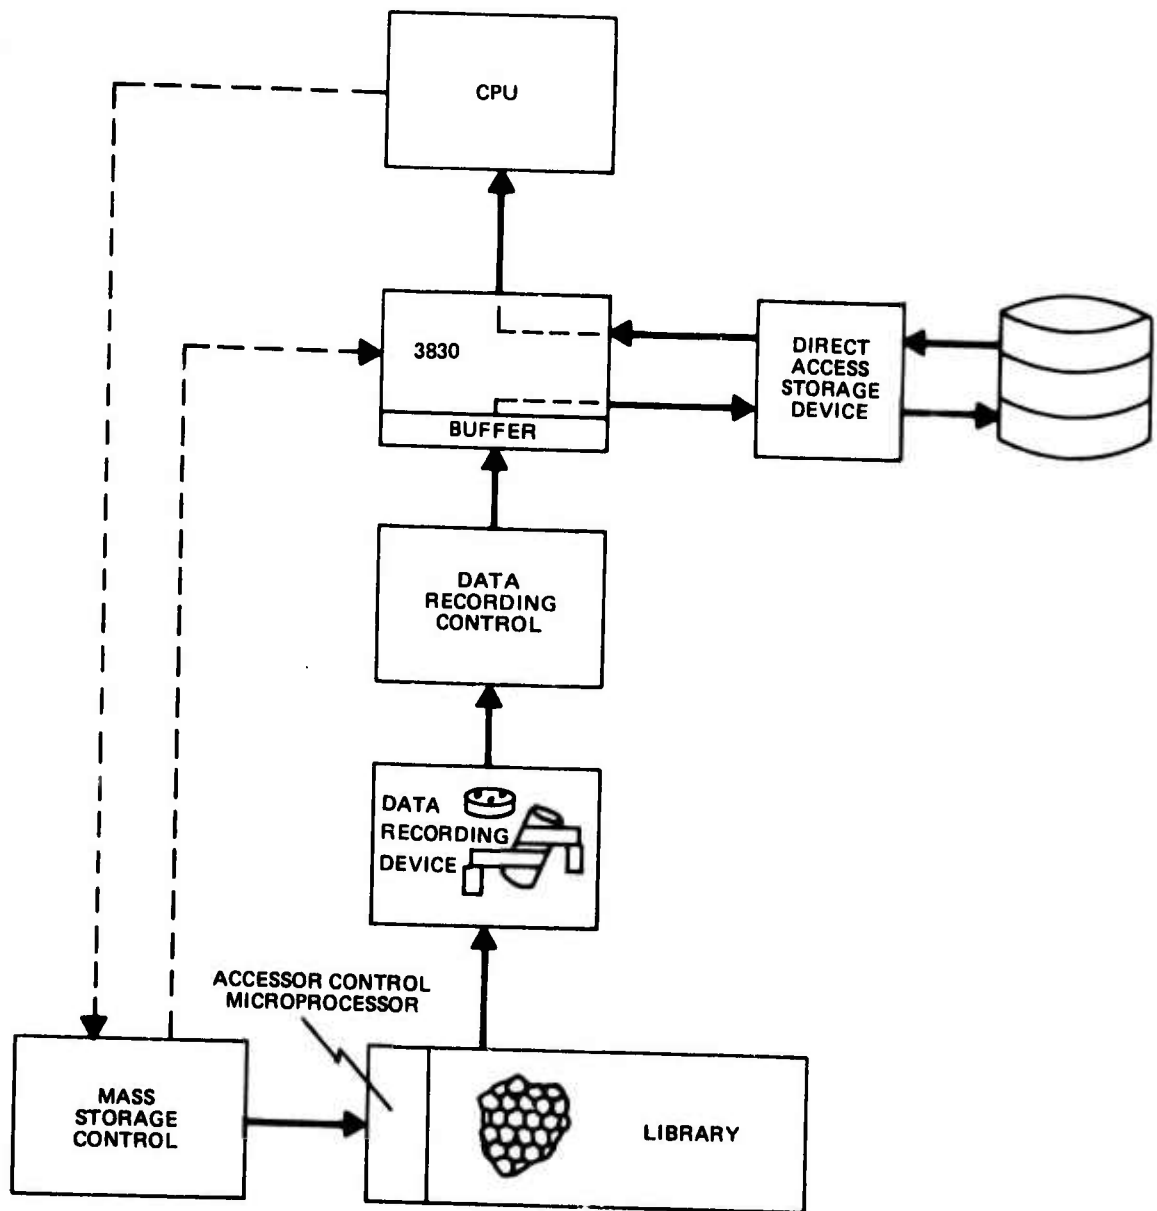 CPU
3830
BUFFER
DIRECT
ACCESS
STORAGE
DEVICE
DATA
RECORDING
CONTROL
DATA
RECORDING
DEVICE
ACCESSOR CONTROL
MICROPROCESSOR
MASS
STORAGE
CONTROL
LIBRARY